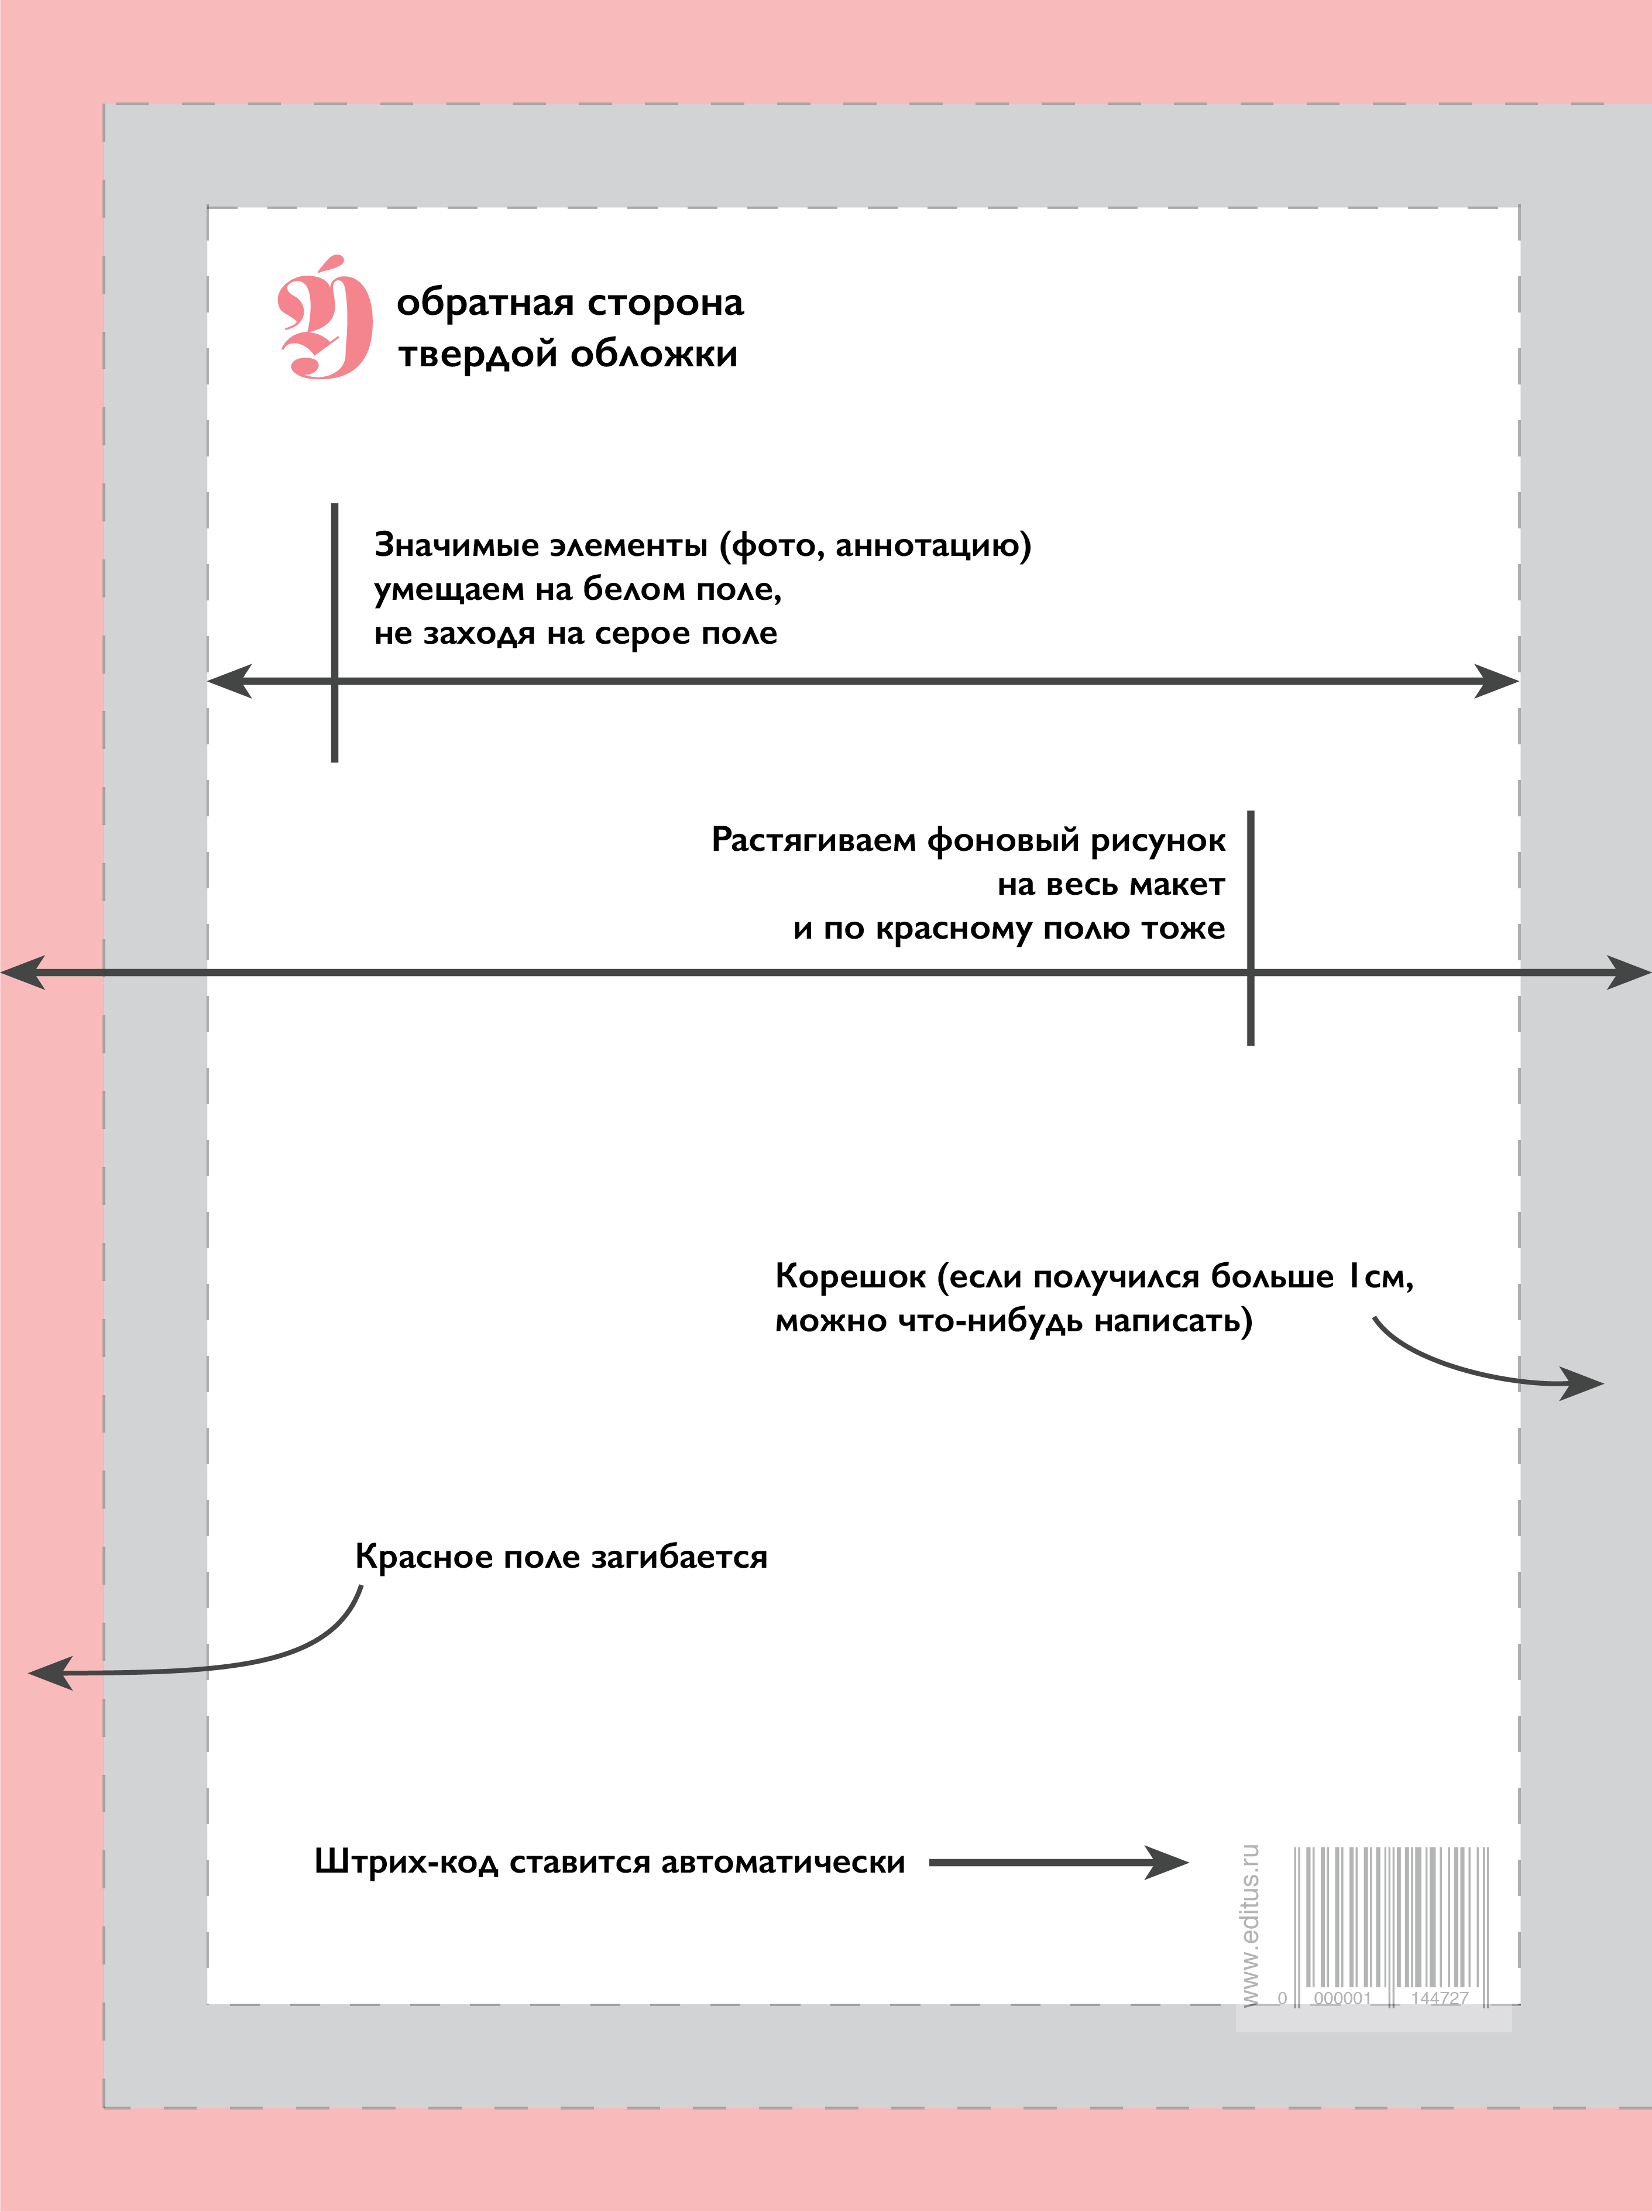 обратная сторона
твердой обложки
Значимые элементы (фото, аннотацию)
умещаем на белом поле,
не заходя на серое поле
Растягиваем фоновый рисунок
на весь макет
и по красному полю тоже
Корешок (если получился больше 1см,
можно что-нибудь написать)
Красное поле загибается
Штрих-код ставится автоматически
www.editus.ru
0 000001 144727